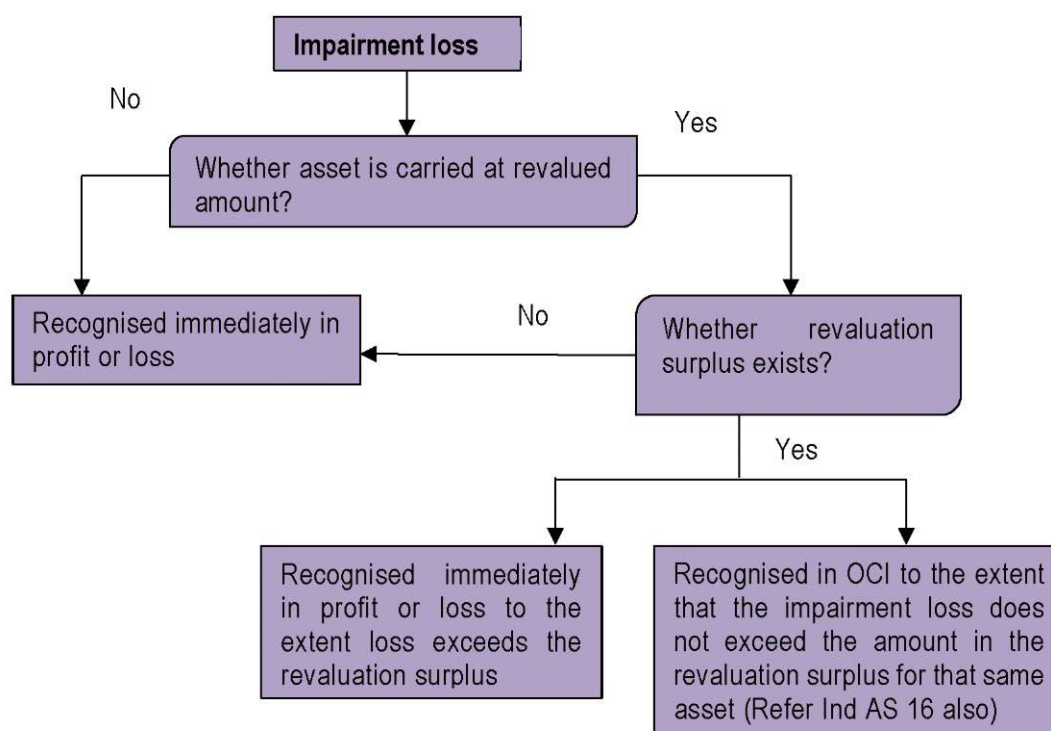 Impairment loss
No
Yes
Whether asset is carried at revalued
amount?
Recognised immediately in
profit or loss
No
Whether revaluation
surplus exists?
Yes
Recognised immediately
in profit or loss to the
extent loss exceeds the
revaluation surplus
Recognised in OCI to the extent
that the impairment loss does
not exceed the amount in the
revaluation surplus for that same
asset (Refer Ind AS 16 also)